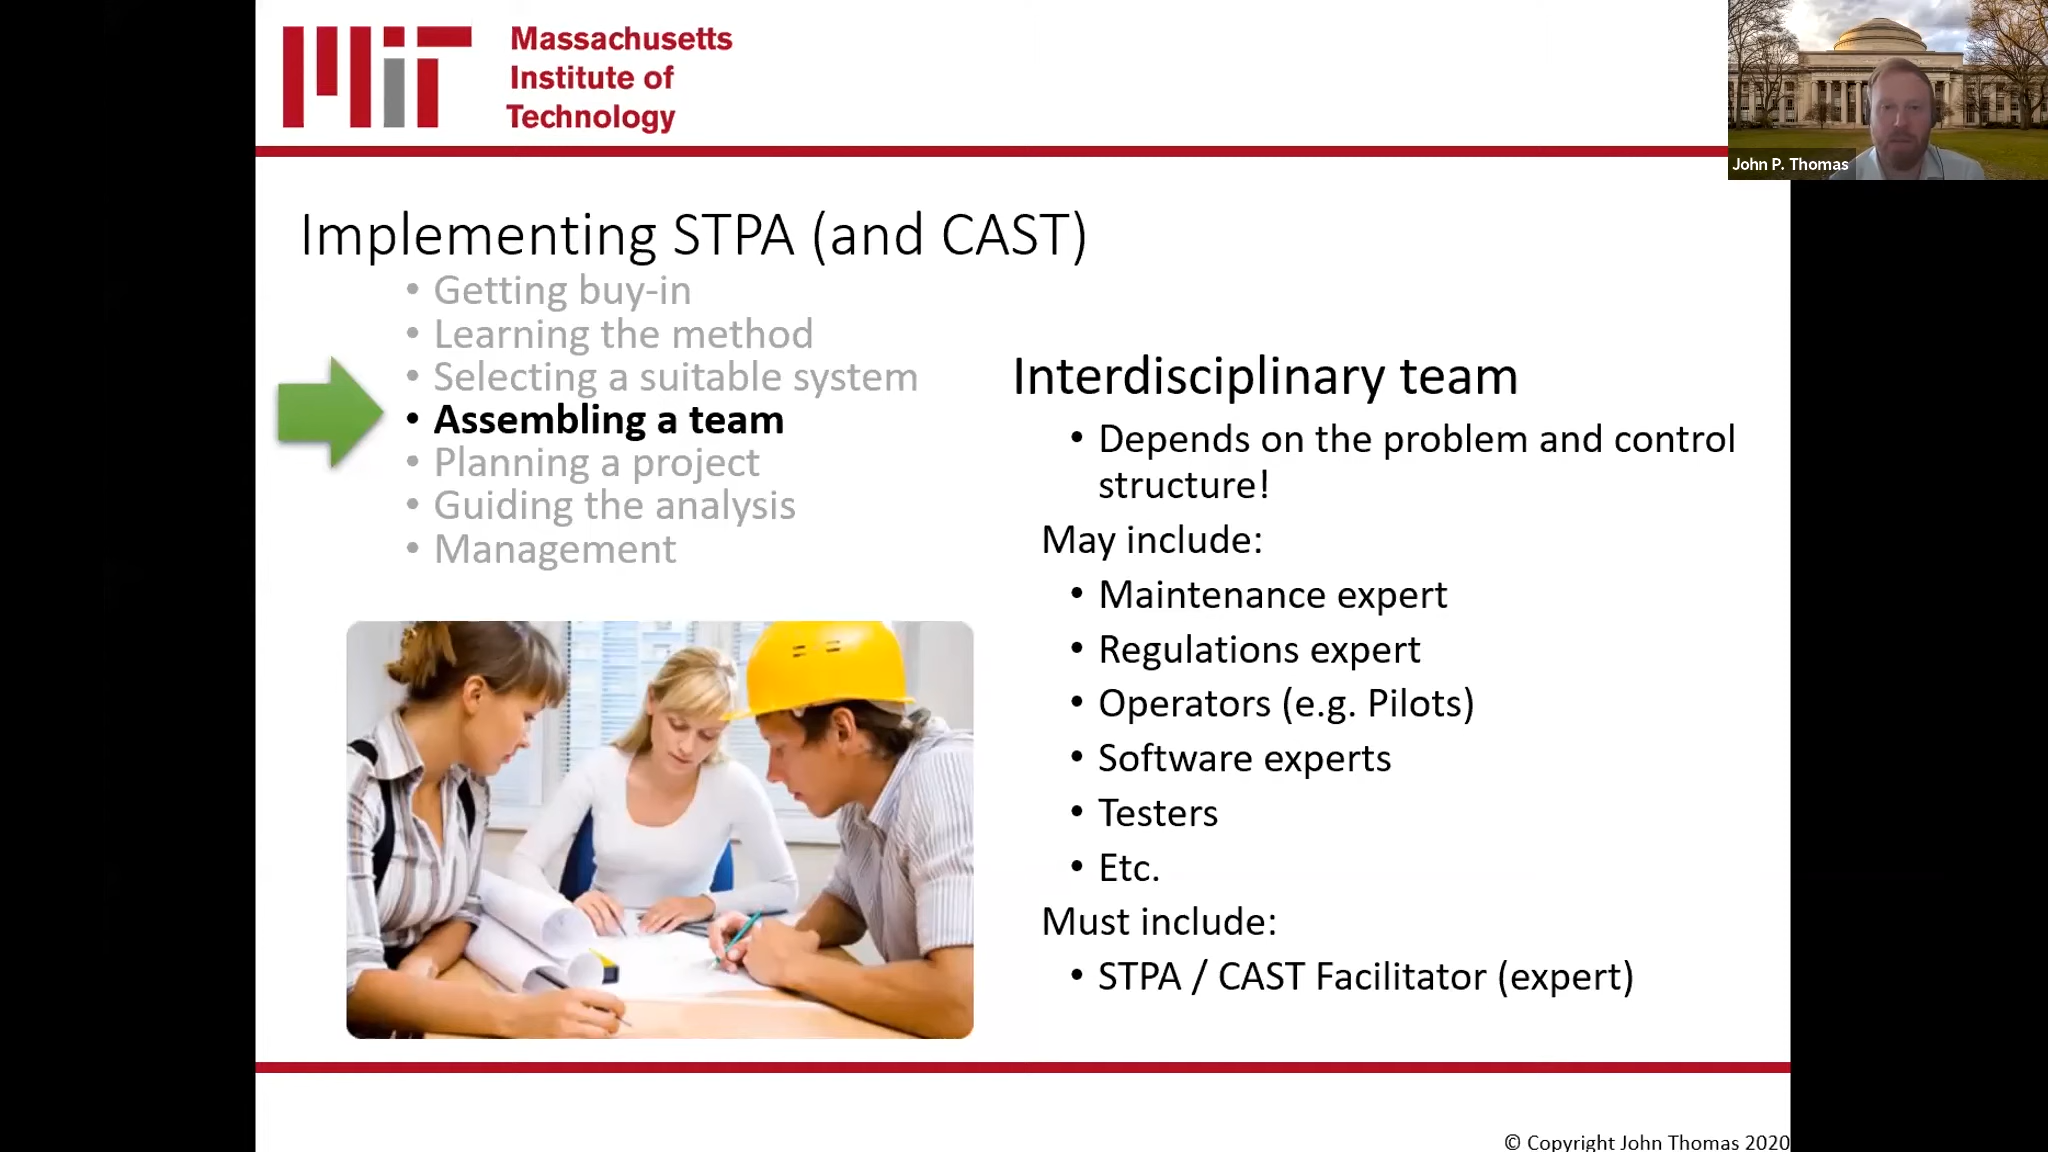 MIT
Massachusetts
Institute of
Technology
John P. Thomas
Implementing STPA (and CAST)
• Getting buy-in
• Learning the method
• Selecting a suitable system
• Assembling a team
• Planning a project
• Guiding the analysis
• Management
Interdisciplinary team
• Depends on the problem and control
structure!
May include:
• Maintenance expert
• Regulations expert
• Operators (e.g. Pilots)
• Software experts
• Testers
• Etc.
Must include:
• STPA / CAST Facilitator (expert)
© Copyright John Thomas 2020